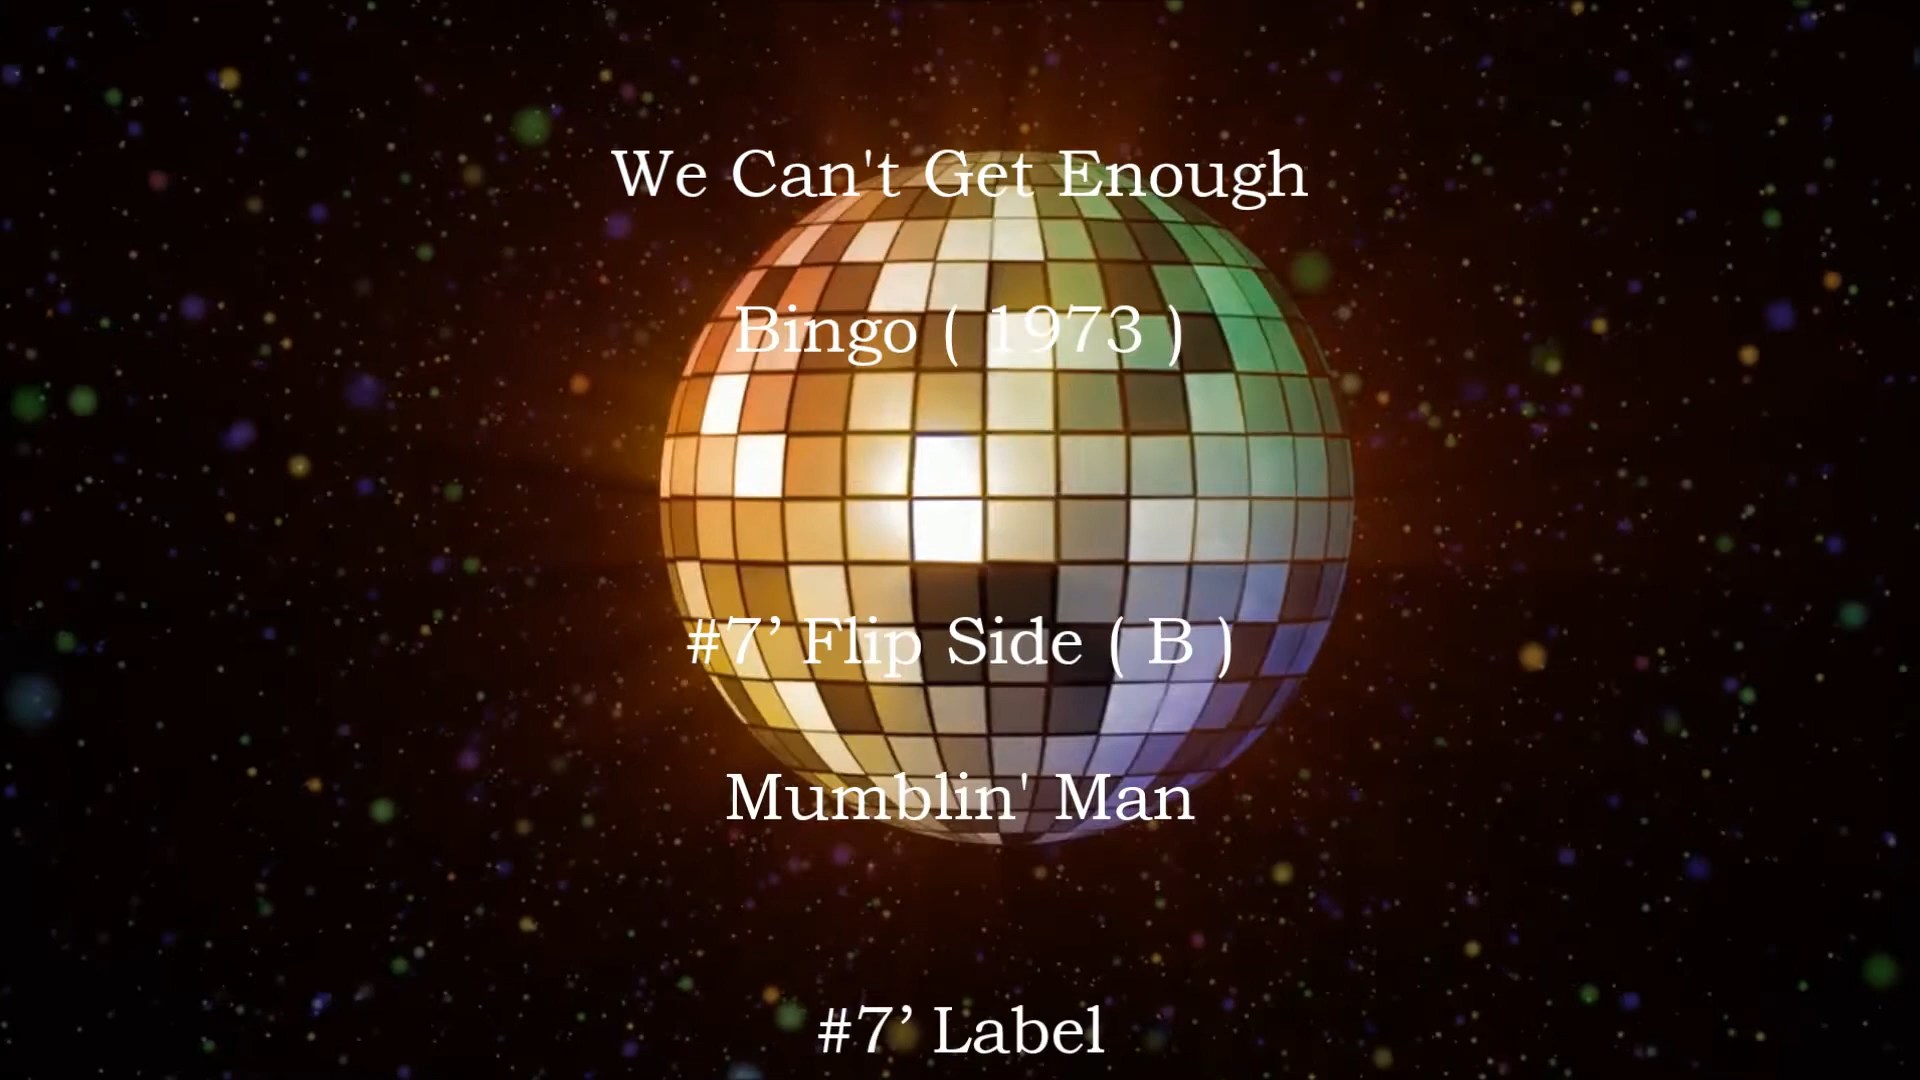 We Can't Get Enough
Bingo ( 1973 )
#7’ Flip Side ( B )
Mumblin' Man
#7’ Label